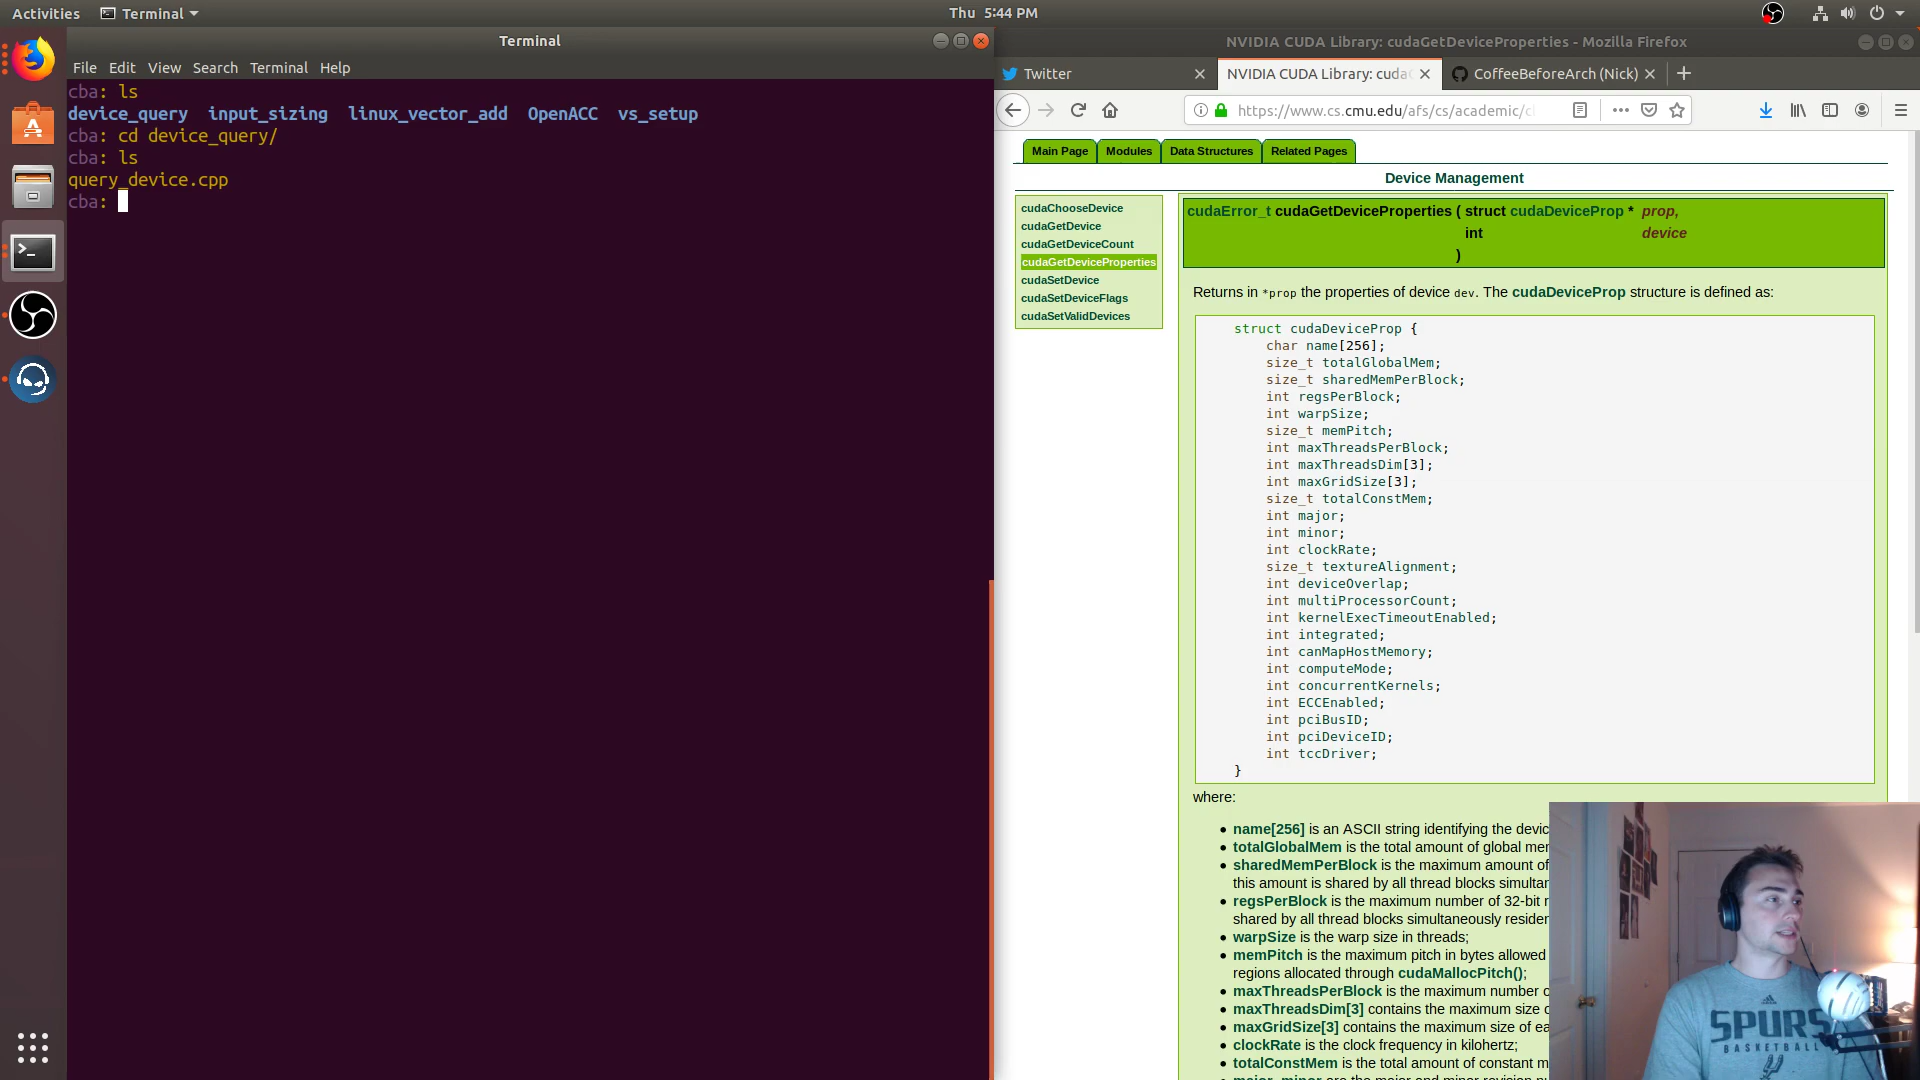 Activities Terminal Thu 5:44 PM
Terminal
File Edit View Search Terminal Help
cba: ls
device_query input_sizing linux_vector_add OpenACC vs_setup
cba: cd device_query/
cba: ls
query_device.cpp
cba:
NVIDIA CUDA Library: cudaGetDeviceProperties - Mozilla Firefox
Twitter NVIDIA CUDA Library: cuda CoffeeBeforeArch (Nick)
https://www.cs.cmu.edu/afs/cs/academic/cl
Main Page Modules Data Structures Related Pages
Device Management
cudaChooseDevice
cudaGetDevice
cudaGetDeviceCount
cudaGetDeviceProperties
cudaSetDevice
cudaSetDeviceFlags
cudaSetValidDevices
cudaError_t cudaGetDeviceProperties ( struct cudaDeviceProp * prop,
int device
)
Returns in *prop the properties of device dev. The cudaDeviceProp structure is defined as:
struct cudaDeviceProp {
char name[256];
size_t totalGlobalMem;
size_t sharedMemPerBlock;
int regsPerBlock;
int warpSize;
size_t memPitch;
int maxThreadsPerBlock;
int maxThreadsDim[3];
int maxGridSize[3];
size_t totalConstMem;
int major;
int minor;
int clockRate;
size_t textureAlignment;
int deviceOverlap;
int multiProcessorCount;
int kernelExecTimeoutEnabled;
int integrated;
int canMapHostMemory;
int computeMode;
int concurrentKernels;
int ECCEnabled;
int pciBusID;
int pciDeviceID;
int tccDriver;
}
where:
name[256] is an ASCII string identifying the devic
totalGlobalMem is the total amount of global mem
sharedMemPerBlock is the maximum amount of
this amount is shared by all thread blocks simultan
regsPerBlock is the maximum number of 32-bit r
shared by all thread blocks simultaneously residen
warpSize is the warp size in threads;
memPitch is the maximum pitch in bytes allowed
regions allocated through cudaMallocPitch();
maxThreadsPerBlock is the maximum number o
maxThreadsDim[3] contains the maximum size o
maxGridSize[3] contains the maximum size of ea
clockRate is the clock frequency in kilohertz;
totalConstMem is the total amount of constant m
major, minor are the major and minor revision nu
SPURS
BASKETBALL